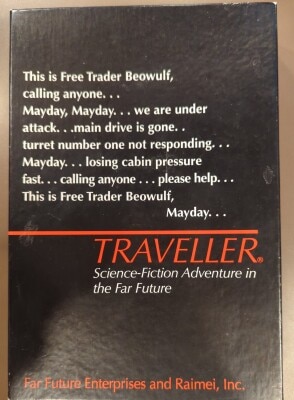 This is Free Trader Beowulf,
calling anyone. . .
Mayday, Mayday. . . we are under
attack. . .main drive is gone. .
turret number one not responding. . .
Mayday. . . losing cabin pressure
fast. . . calling anyone . . . please help. . .
This is Free Trader Beowulf,
Mayday. . .
TRAVELLER®
Science-Fiction Adventure in
the Far Future
Far Future Enterprises and Raimei, Inc.